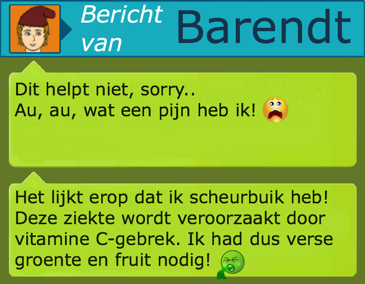 Bericht
van
Barendt
Dit helpt niet, sorry..
Au, au, wat een pijn heb ik!
Het lijkt erop dat ik scheurbuik heb!
Deze ziekte wordt veroorzaakt door
vitamine C-gebrek. Ik had dus verse
groente en fruit nodig!